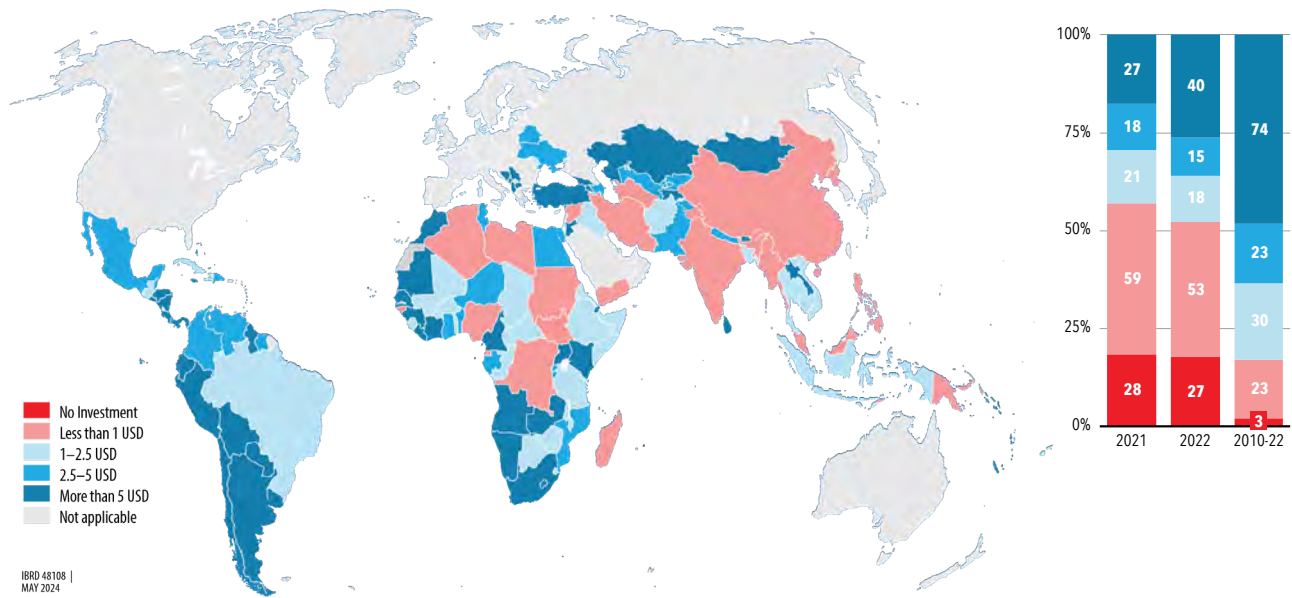 No Investment
Less than 1 USD
1–2.5 USD
2.5–5 USD
More than 5 USD
Not applicable
IBRD 48108 |
MAY 2024
100%
75%
50%
25%
0%
27
18
21
59
28
2021
40
15
18
53
27
2022
74
23
30
23
3
2010-22